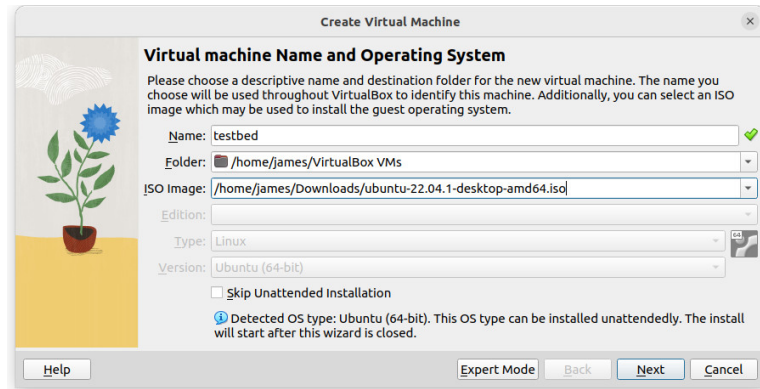 Create Virtual Machine
Virtual machine Name and Operating System
Please choose a descriptive name and destination folder for the new virtual machine. The name you
choose will be used throughout VirtualBox to identify this machine. Additionally, you can select an ISO
image which may be used to install the guest operating system.
Name: testbed
Folder: /home/james/VirtualBox VMs
ISO Image: /home/james/Downloads/ubuntu-22.04.1-desktop-amd64.iso
Edition:
Type: Linux
64
Version: Ubuntu (64-bit)
Skip Unattended Installation
Detected OS type: Ubuntu (64-bit). This OS type can be installed unattendedly. The install
will start after this wizard is closed.
Help Expert Mode Back Next Cancel